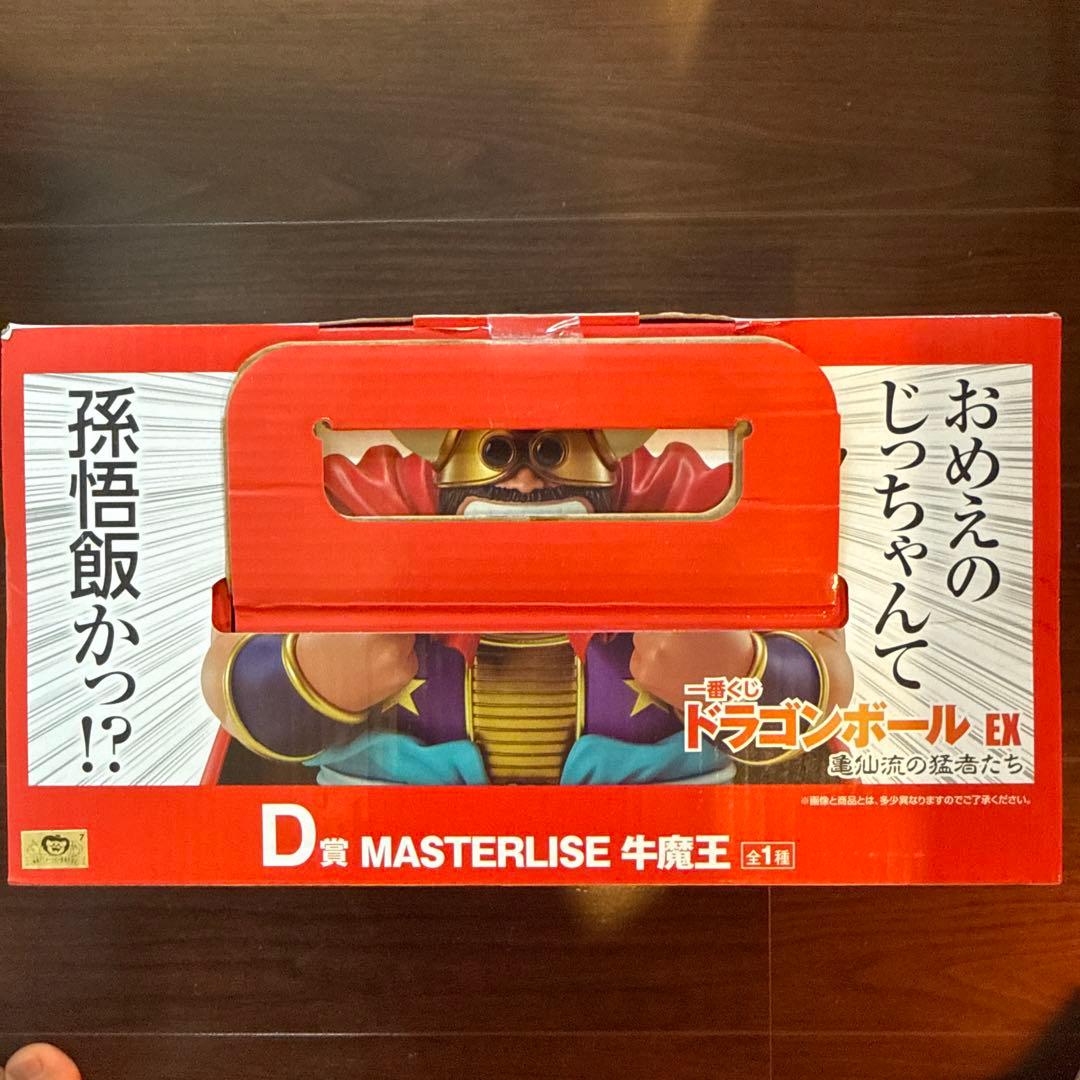 おめえの
じっちゃんて
孫悟飯かっ!?
一番くじ
ドラゴンボール EX
亀仙流の猛者たち
※画像と商品とは、多少異なりますのでご了承ください。
D賞 MASTERLISE 牛魔王 全1種
7